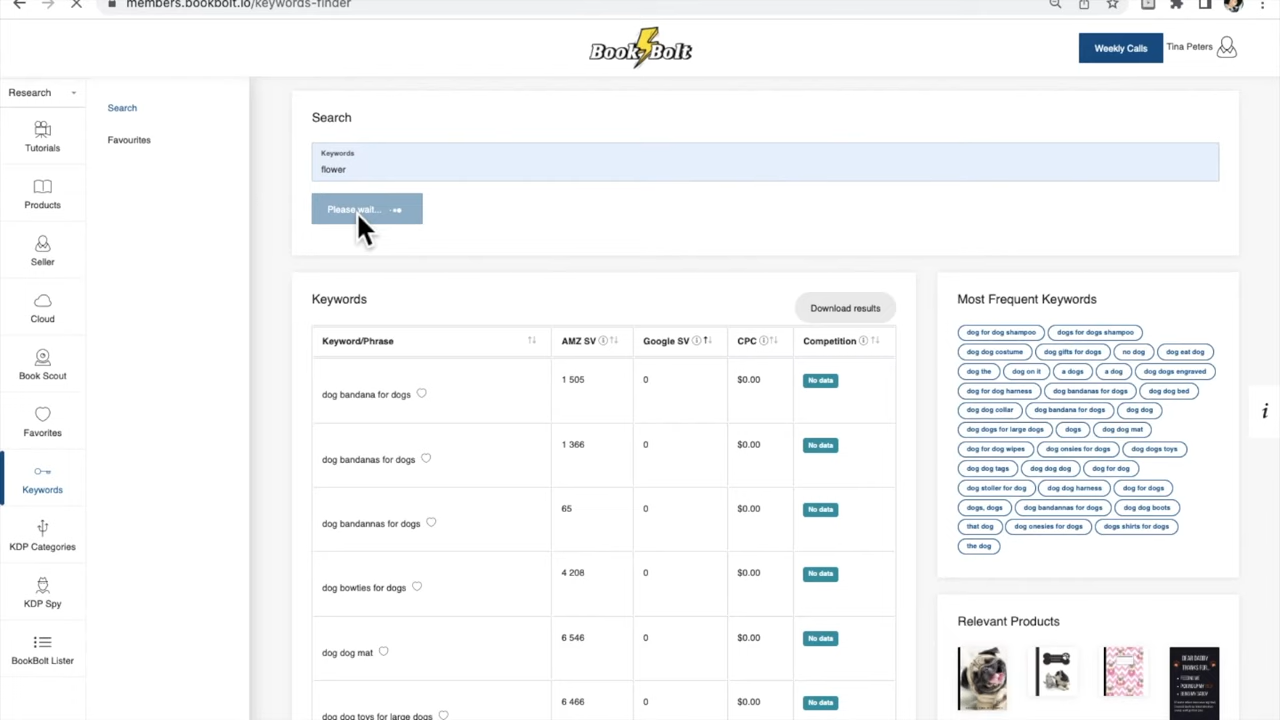 members.bookbolt.io/keywords-finder
Book Bolt
Weekly Calls
Tina Peters
Research
Tutorials
Products
Seller
Cloud
Book Scout
Favorites
Keywords
KDP Categories
KDP Spy
BookBolt Lister
Search
Favourites
Search
Keywords
flower
Please wait...
Keywords
Download results
Keyword/Phrase AMZ SV Google SV CPC Competition
dog bandana for dogs 1 505 0 $0.00 No data
dog bandanas for dogs 1 366 0 $0.00 No data
dog bandannas for dogs 65 0 $0.00 No data
dog bowties for dogs 4 208 0 $0.00 No data
dog dog mat 6 546 0 $0.00 No data
dog dog toys for large dogs 6 466 0 $0.00 No data
Most Frequent Keywords
dog for dog shampoo dogs for dogs shampoo
dog dog costume dog gifts for dogs no dog dog eat dog
dog the dog on it a dogs a dog dog dogs engraved
dog for dog harness dog bandanas for dogs dog dog bed
dog dog collar dog bandana for dogs dog dog
dog dogs for large dogs dogs dog dog mat
dog for dog wipes dog onsies for dogs dog dogs toys
dog dog tags dog dog dog dog for dog
dog stoller for dog dog dog harness dog for dogs
dogs, dogs dog bandannas for dogs dog dog boots
that dog dog onesies for dogs dogs shirts for dogs
the dog
Relevant Products
DEAR DADDY
THANKS FOR...
i